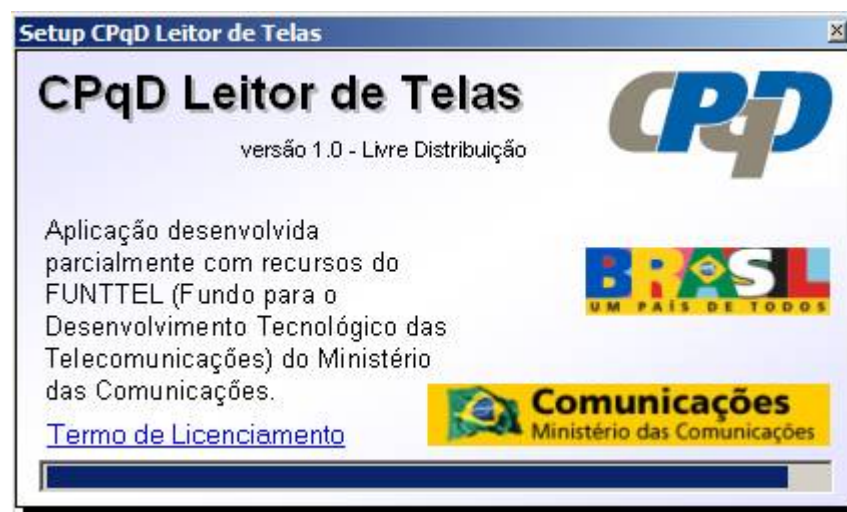 Setup CPqD Leitor de Telas
CPqD Leitor de Telas
CPqD
versão 1.0 - Livre Distribuição
Aplicação desenvolvida
parcialmente com recursos do
FUNTTEL (Fundo para o
Desenvolvimento Tecnológico das
Telecomunicações) do Ministério
das Comunicações.
BRASIL
UM PAÍS DE TODOS
Comunicações
Ministério das Comunicações
Termo de Licenciamento